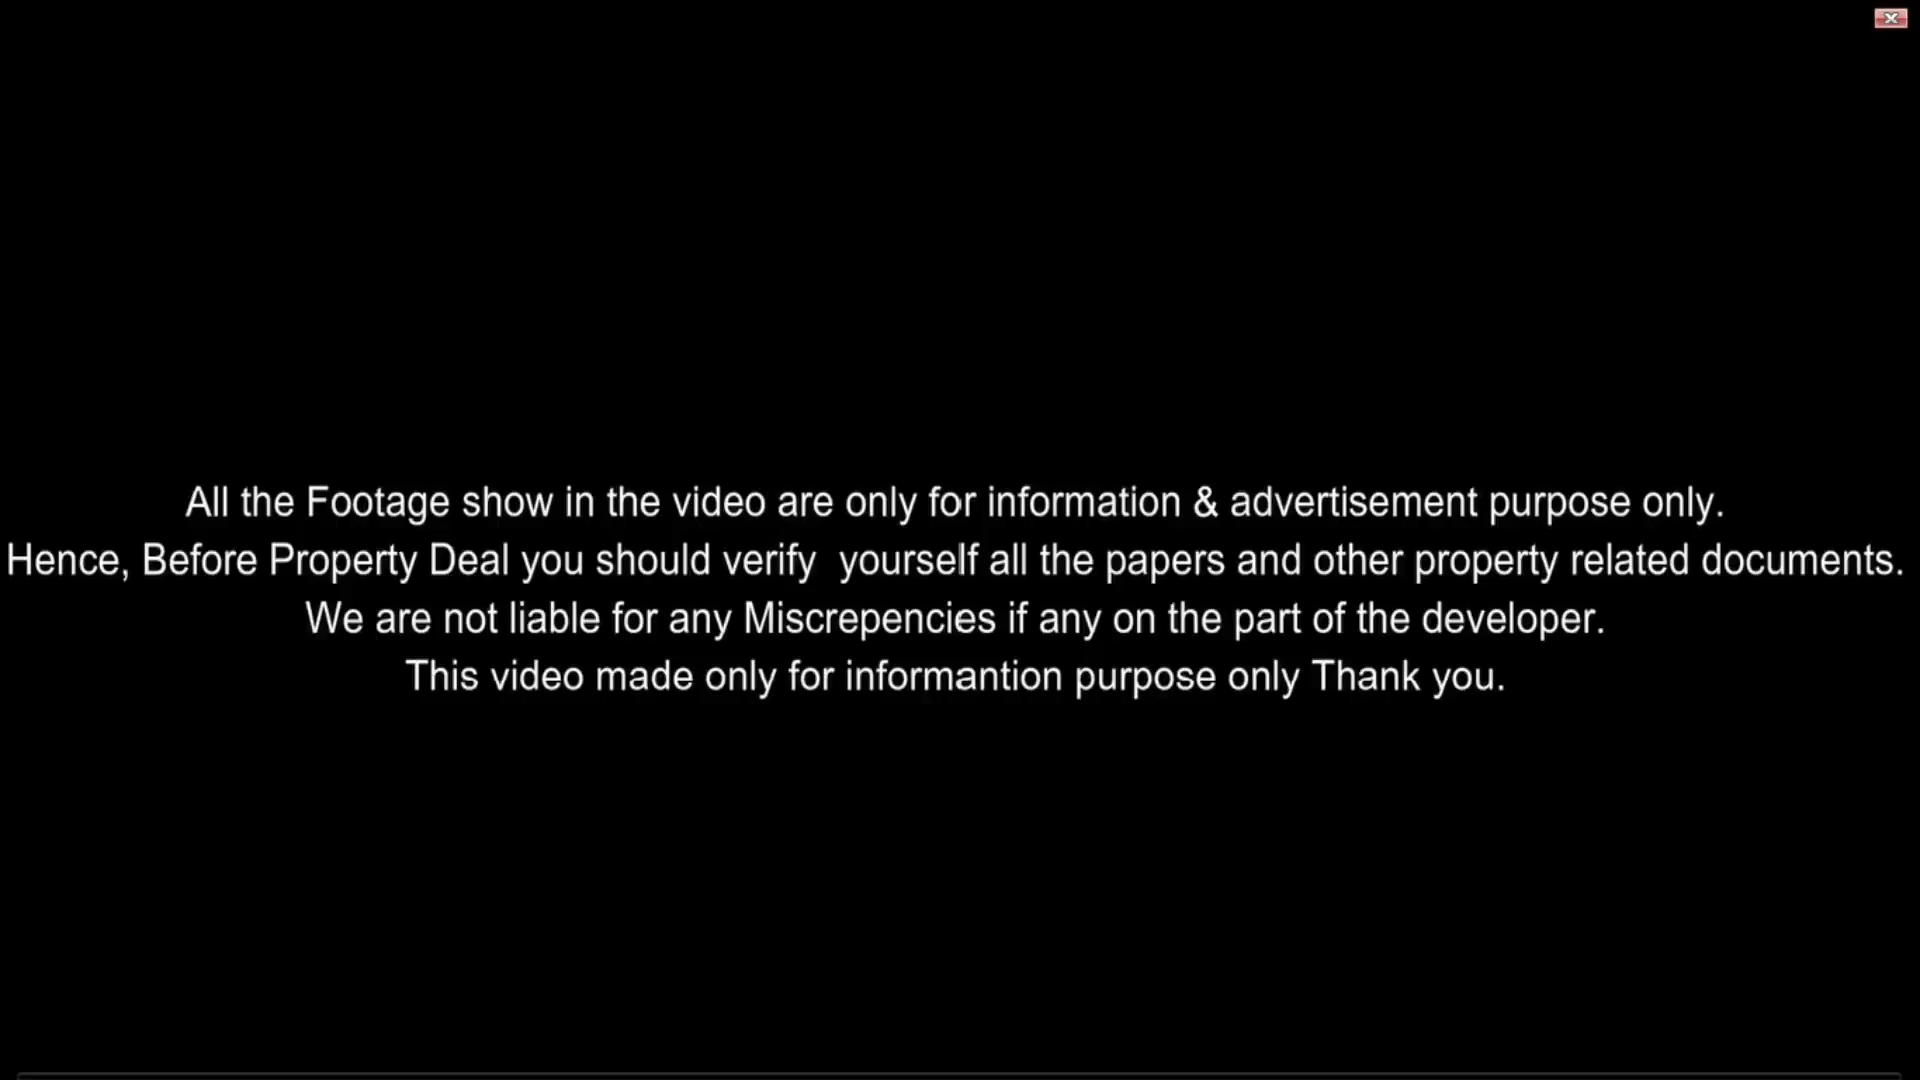 All the Footage show in the video are only for information & advertisement purpose only.
Hence, Before Property Deal you should verify  yourself all the papers and other property related documents.
We are not liable for any Miscrepencies if any on the part of the developer.
This video made only for informantion purpose only Thank you.